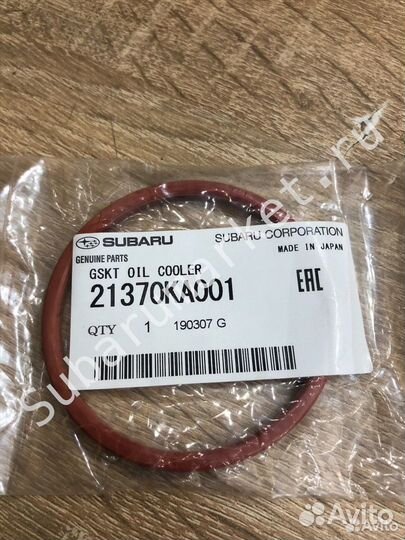 SUBARU
SUBARU CORPORATION
GENUINE PARTS
MADE IN JAPAN
GSKT OIL COOLER
21370KA001
EAC
QTY 1 190307 G
Subarumarket.ru
Avito
Avito